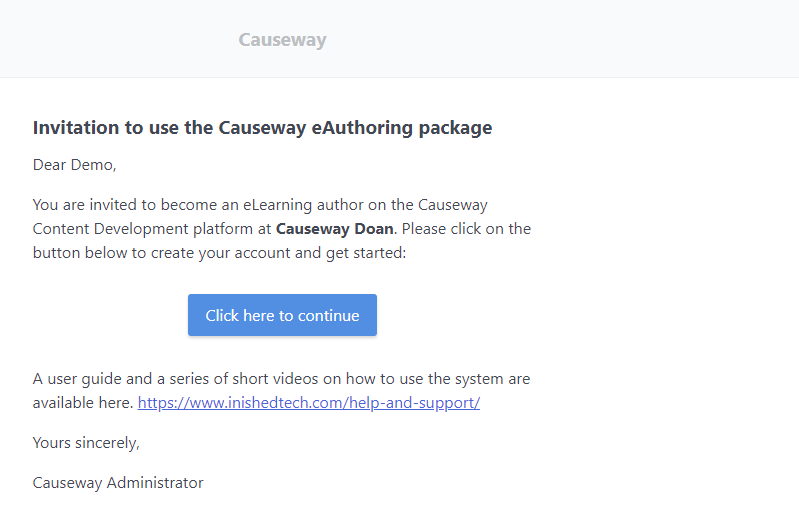 Causeway
Invitation to use the Causeway eAuthoring package
Dear Demo,
You are invited to become an eLearning author on the Causeway
Content Development platform at Causeway Doan. Please click on the
button below to create your account and get started:
Click here to continue
A user guide and a series of short videos on how to use the system are
available here. https://www.inishedtech.com/help-and-support/
Yours sincerely,
Causeway Administrator